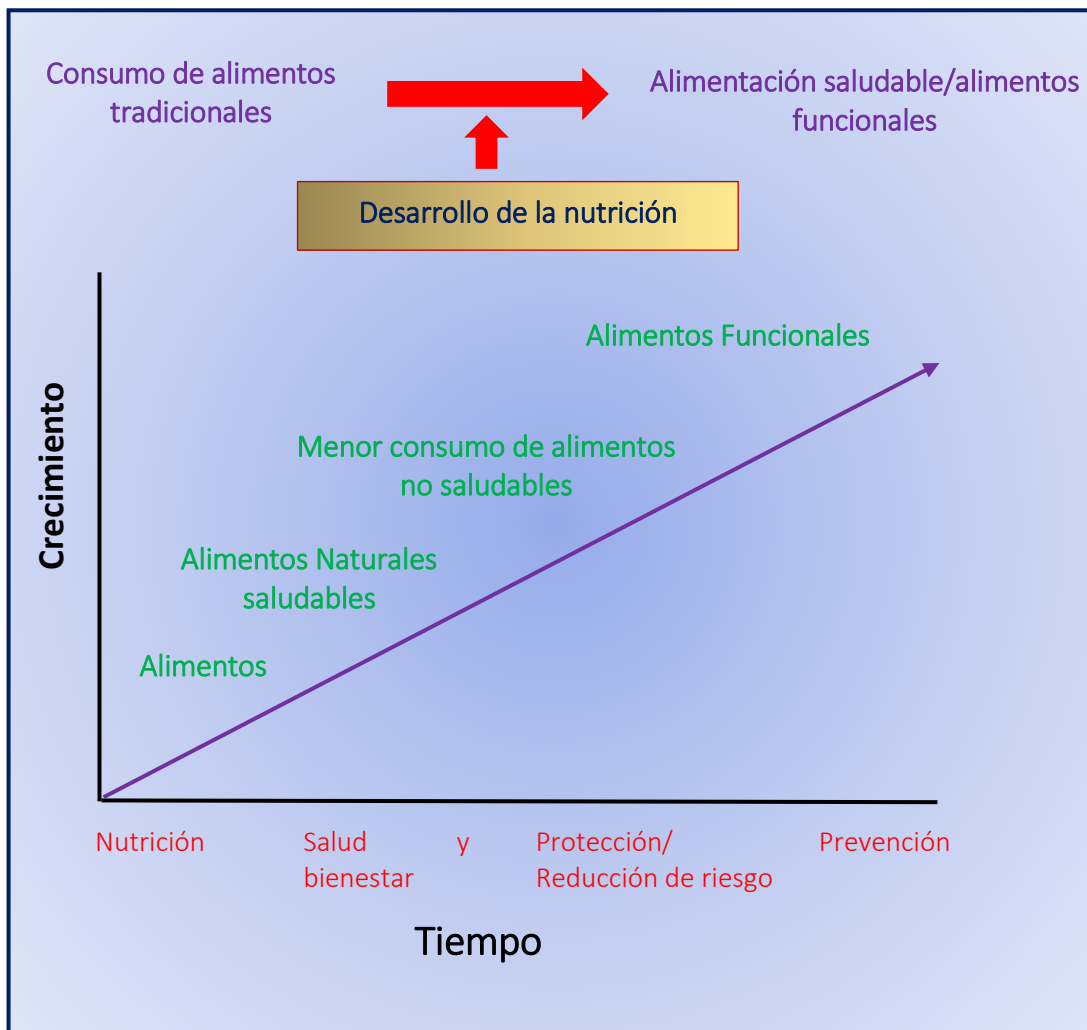 Consumo de alimentos
tradicionales
Alimentación saludable/alimentos
funcionales
Desarrollo de la nutrición
Crecimiento
Alimentos Funcionales
Menor consumo de alimentos
no saludables
Alimentos Naturales
saludables
Alimentos
Nutrición
Salud y
bienestar
Protección/
Reducción de riesgo
Prevención
Tiempo